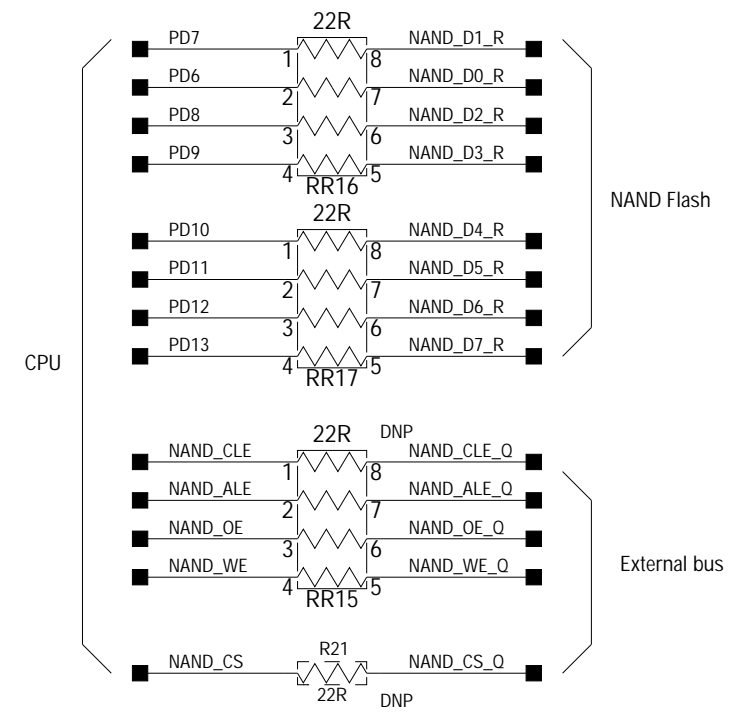 22R
PD7 1 8 NAND_D1_R
PD6 2 7 NAND_D0_R
PD8 3 6 NAND_D2_R
PD9 4 5 NAND_D3_R
RR16
NAND Flash
22R
PD10 1 8 NAND_D4_R
PD11 2 7 NAND_D5_R
PD12 3 6 NAND_D6_R
PD13 4 5 NAND_D7_R
RR17
CPU
22R DNP
NAND_CLE 1 8 NAND_CLE_Q
NAND_ALE 2 7 NAND_ALE_Q
NAND_OE 3 6 NAND_OE_Q
NAND_WE 4 5 NAND_WE_Q
RR15
External bus
R21
NAND_CS NAND_CS_Q
22R DNP